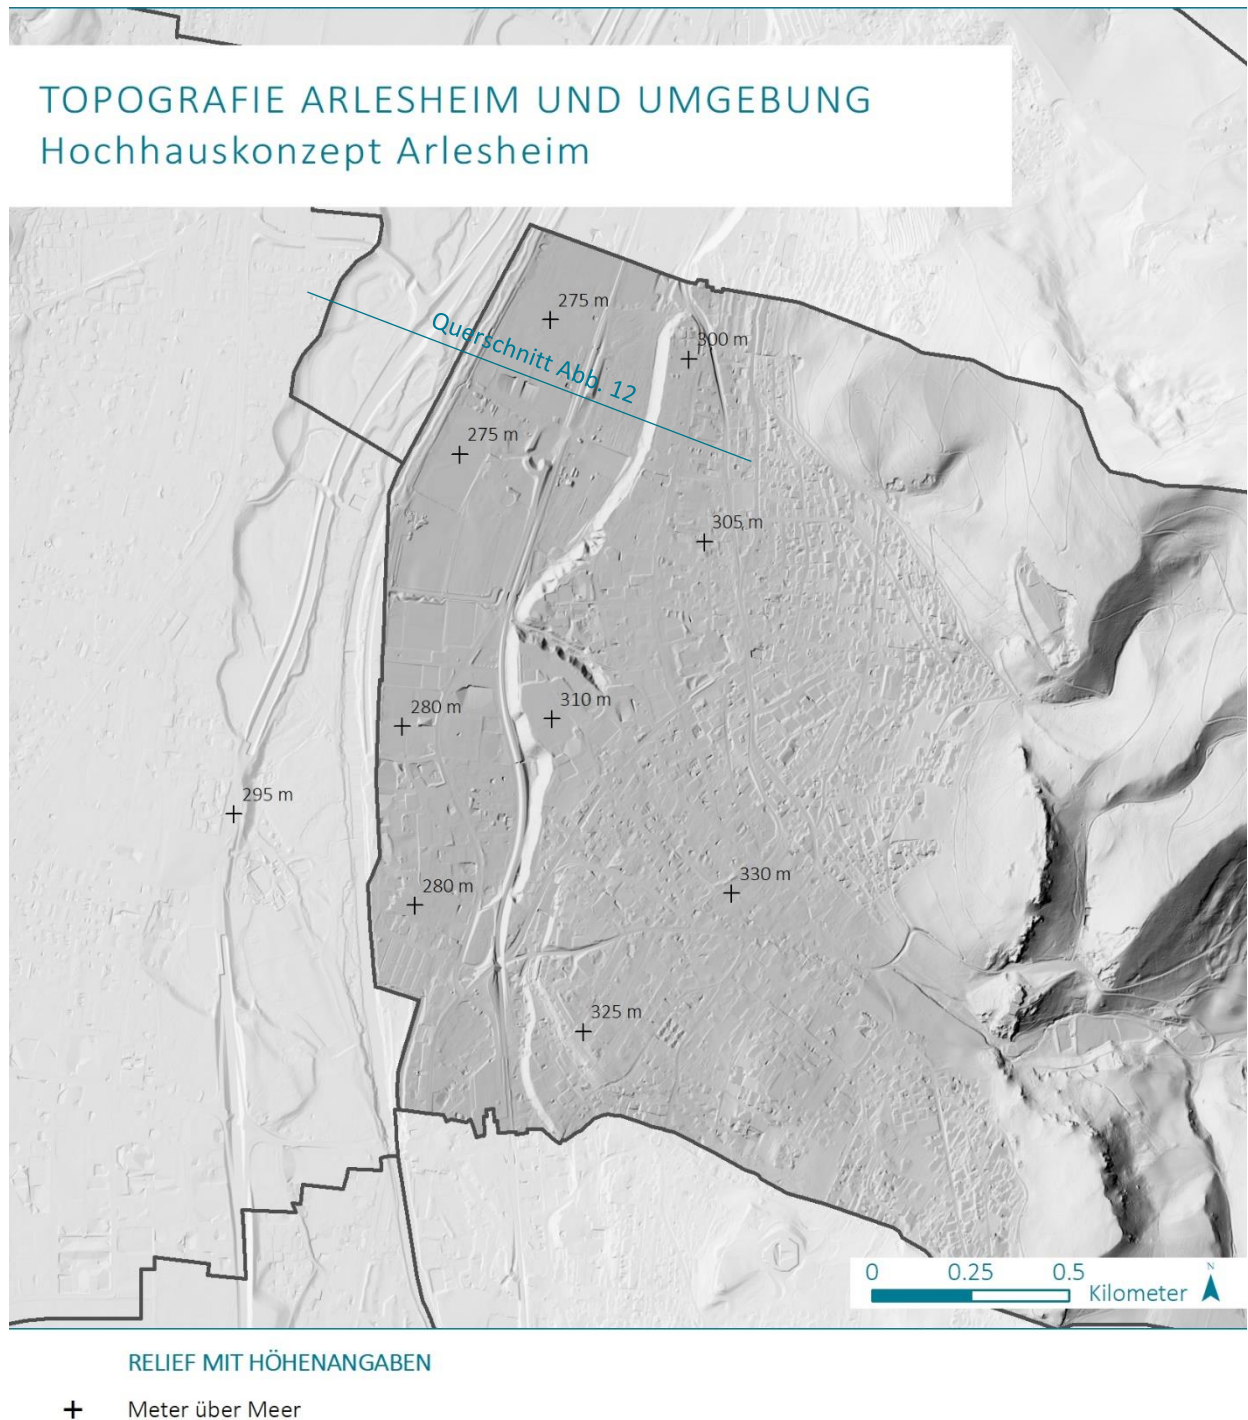 TOPOGRAFIE ARLESHEIM UND UMGEBUNG
Hochhauskonzept Arlesheim
275 m
Querschnitt Abb. 12
300 m
275 m
305 m
310 m
280 m
295 m
330 m
280 m
325 m
0 0.25 0.5
Kilometer
N
RELIEF MIT HÖHENANGABEN
+ Meter über Meer